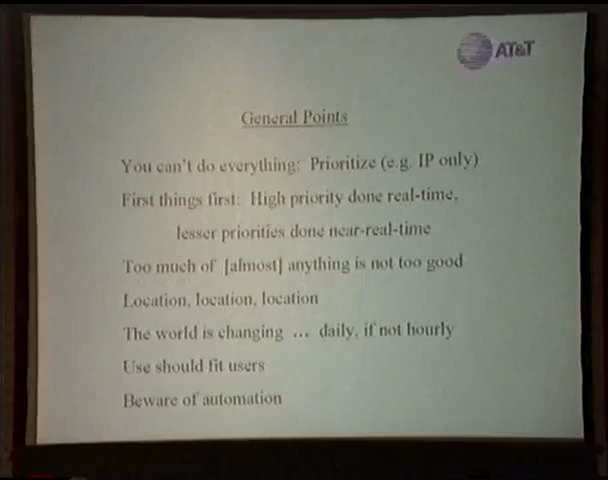 AT&T
General Points
You can't do everything: Prioritize (e.g. IP only)
First things first: High priority done real-time,
lesser priorities done near-real-time
Too much of [almost] anything is not too good
Location, location, location
The world is changing ... daily, if not hourly
Use should fit users
Beware of automation